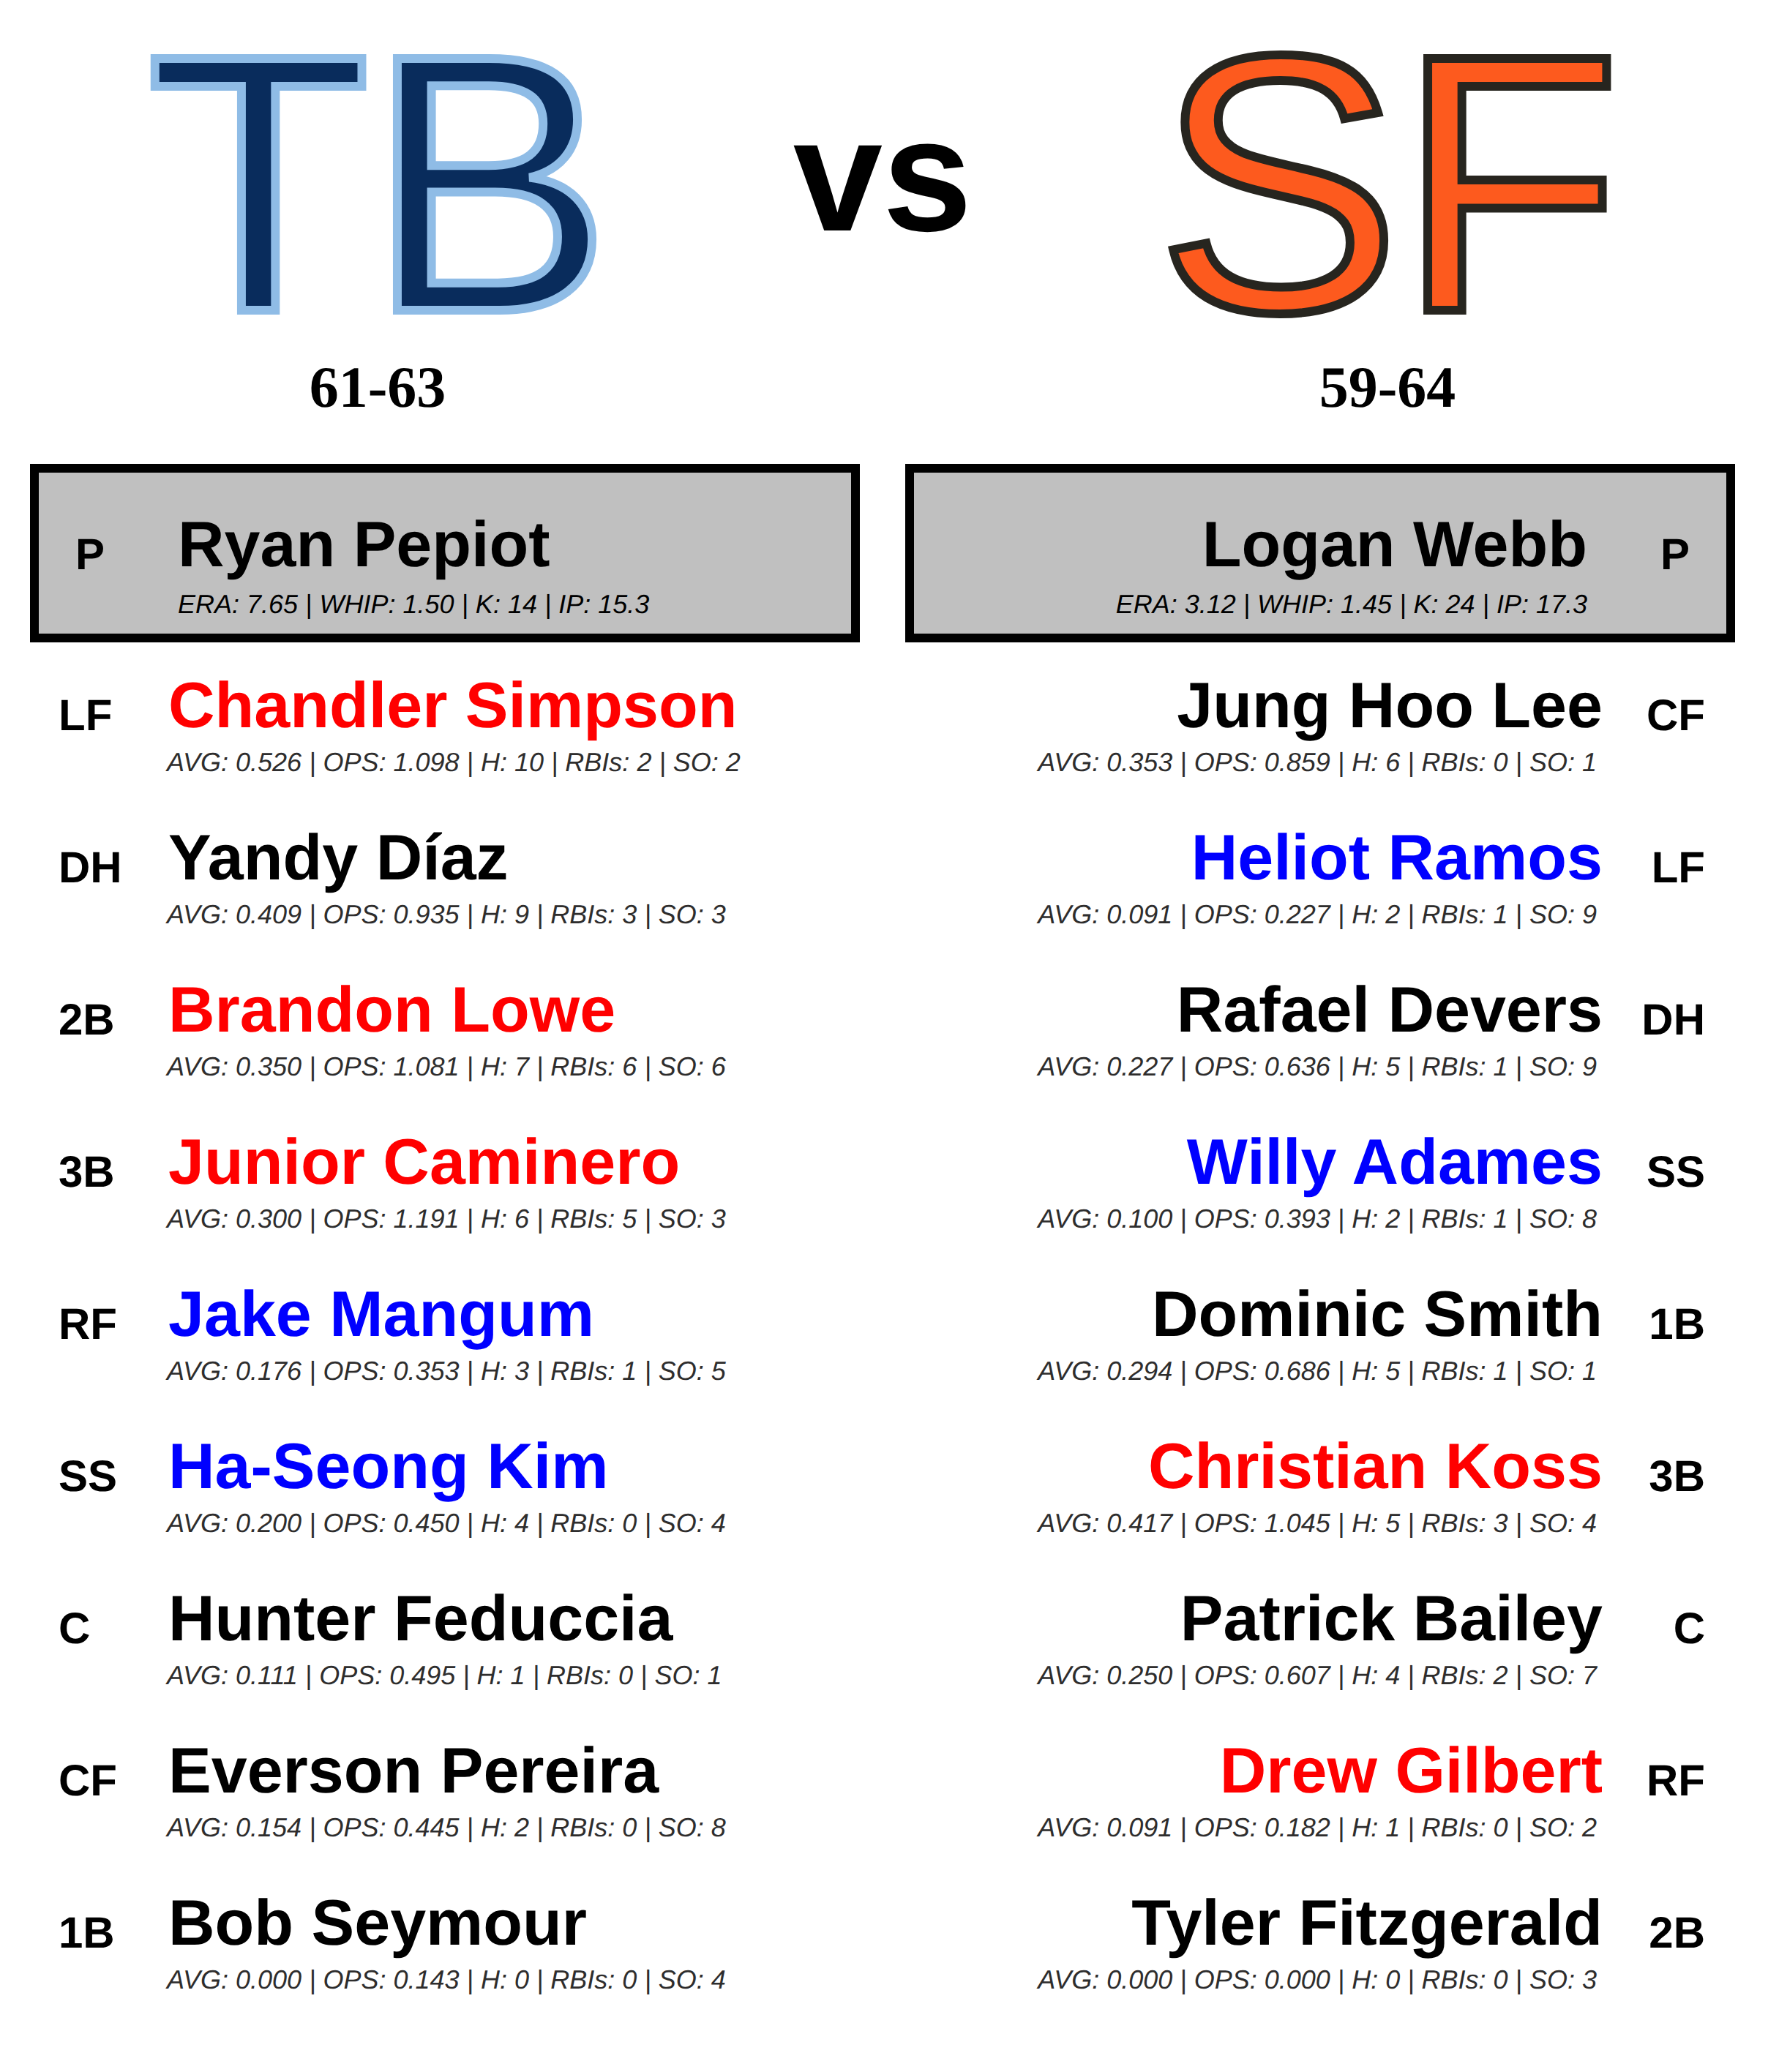 TB vs SF
61-63 59-64
P Ryan Pepiot
ERA: 7.65 | WHIP: 1.50 | K: 14 | IP: 15.3
Logan Webb P
ERA: 3.12 | WHIP: 1.45 | K: 24 | IP: 17.3
LF Chandler Simpson
AVG: 0.526 | OPS: 1.098 | H: 10 | RBIs: 2 | SO: 2
DH Yandy Díaz
AVG: 0.409 | OPS: 0.935 | H: 9 | RBIs: 3 | SO: 3
2B Brandon Lowe
AVG: 0.350 | OPS: 1.081 | H: 7 | RBIs: 6 | SO: 6
3B Junior Caminero
AVG: 0.300 | OPS: 1.191 | H: 6 | RBIs: 5 | SO: 3
RF Jake Mangum
AVG: 0.176 | OPS: 0.353 | H: 3 | RBIs: 1 | SO: 5
SS Ha-Seong Kim
AVG: 0.200 | OPS: 0.450 | H: 4 | RBIs: 0 | SO: 4
C Hunter Feduccia
AVG: 0.111 | OPS: 0.495 | H: 1 | RBIs: 0 | SO: 1
CF Everson Pereira
AVG: 0.154 | OPS: 0.445 | H: 2 | RBIs: 0 | SO: 8
1B Bob Seymour
AVG: 0.000 | OPS: 0.143 | H: 0 | RBIs: 0 | SO: 4
Jung Hoo Lee CF
AVG: 0.353 | OPS: 0.859 | H: 6 | RBIs: 0 | SO: 1
Heliot Ramos LF
AVG: 0.091 | OPS: 0.227 | H: 2 | RBIs: 1 | SO: 9
Rafael Devers DH
AVG: 0.227 | OPS: 0.636 | H: 5 | RBIs: 1 | SO: 9
Willy Adames SS
AVG: 0.100 | OPS: 0.393 | H: 2 | RBIs: 1 | SO: 8
Dominic Smith 1B
AVG: 0.294 | OPS: 0.686 | H: 5 | RBIs: 1 | SO: 1
Christian Koss 3B
AVG: 0.417 | OPS: 1.045 | H: 5 | RBIs: 3 | SO: 4
Patrick Bailey C
AVG: 0.250 | OPS: 0.607 | H: 4 | RBIs: 2 | SO: 7
Drew Gilbert RF
AVG: 0.091 | OPS: 0.182 | H: 1 | RBIs: 0 | SO: 2
Tyler Fitzgerald 2B
AVG: 0.000 | OPS: 0.000 | H: 0 | RBIs: 0 | SO: 3